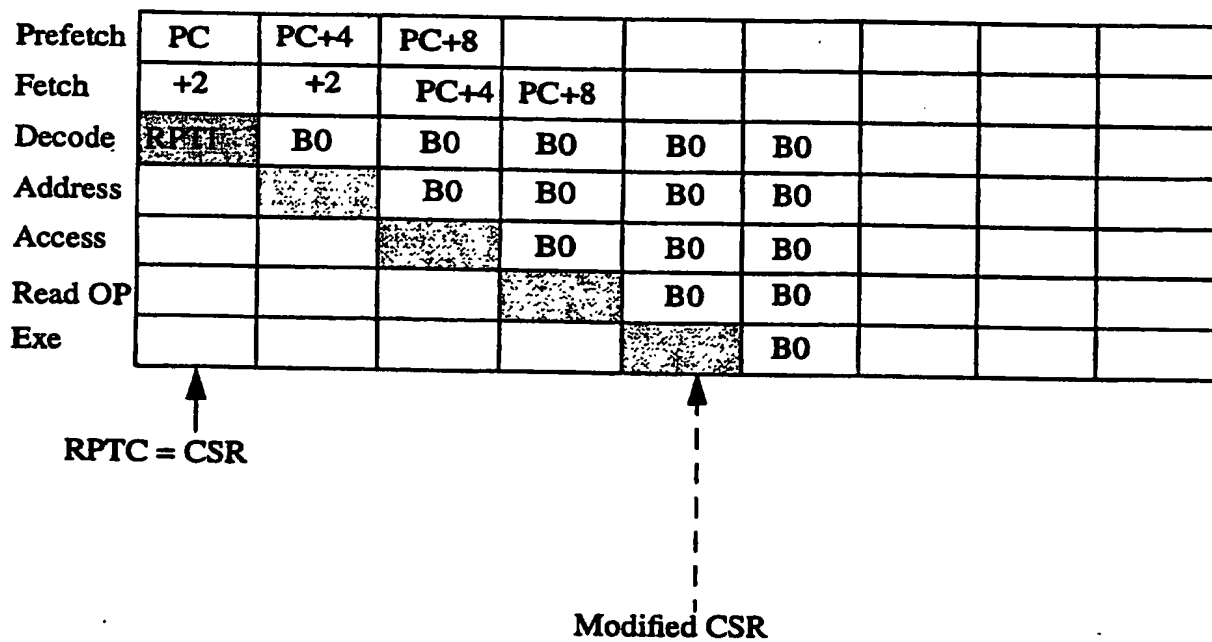 Prefetch PC PC+4 PC+8
Fetch +2 +2 PC+4 PC+8
Decode B0 B0 B0 B0 B0
Address B0 B0 B0 B0
Access B0 B0 B0
Read OP B0 B0
Exe B0
RPTC = CSR
Modified CSR